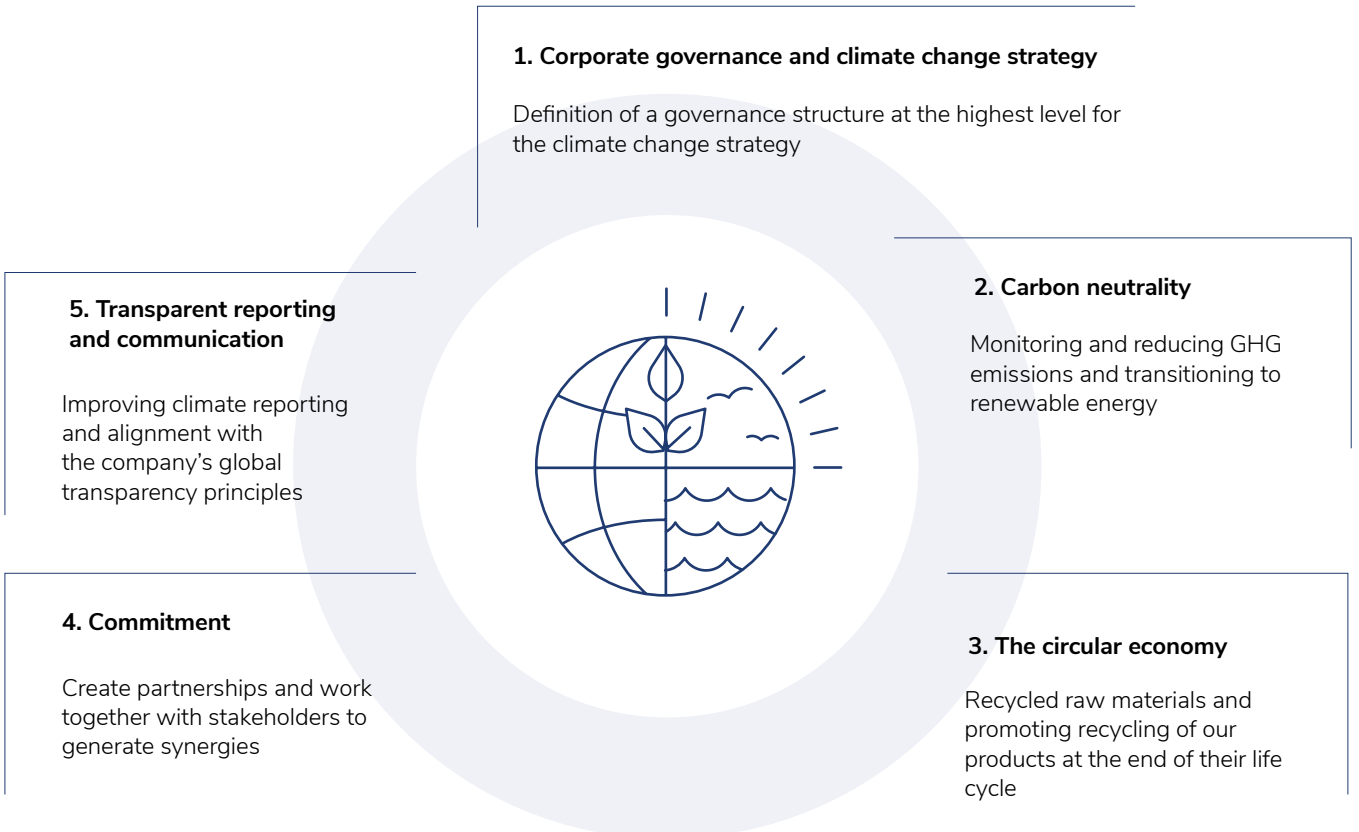 1. Corporate governance and climate change strategy
Definition of a governance structure at the highest level for
the climate change strategy
2. Carbon neutrality
Monitoring and reducing GHG
emissions and transitioning to
renewable energy
3. The circular economy
Recycled raw materials and
promoting recycling of our
products at the end of their life
cycle
4. Commitment
Create partnerships and work
together with stakeholders to
generate synergies
5. Transparent reporting
and communication
Improving climate reporting
and alignment with
the company’s global
transparency principles